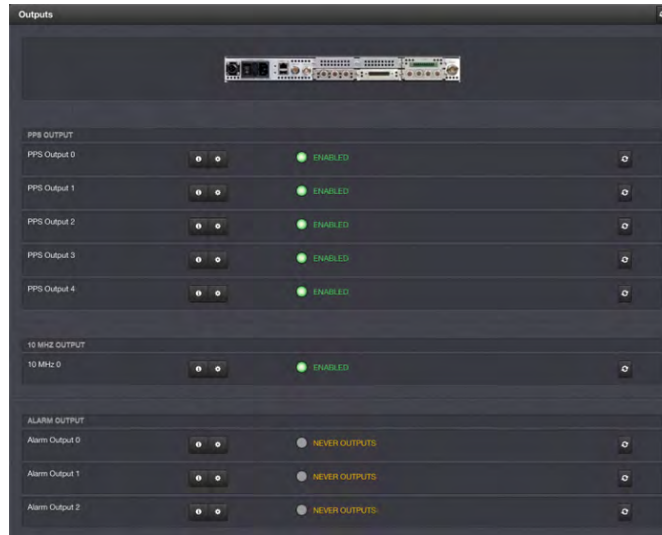 Outputs
PPS OUTPUT
PPS Output 0
ENABLED
PPS Output 1
ENABLED
PPS Output 2
ENABLED
PPS Output 3
ENABLED
PPS Output 4
ENABLED
10 MHZ OUTPUT
10 MHz 0
ENABLED
ALARM OUTPUT
Alarm Output 0
NEVER OUTPUTS
Alarm Output 1
NEVER OUTPUTS
Alarm Output 2
NEVER OUTPUTS